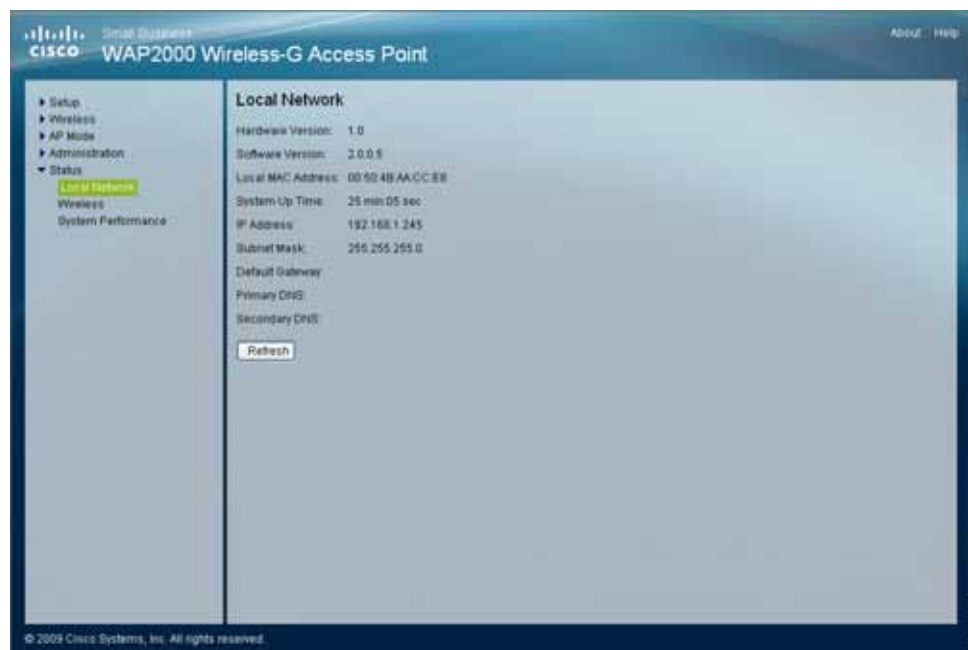 Small Business
CISCO WAP2000 Wireless-G Access Point
About Help
Setup
Wireless
AP Mode
Administration
Status
Local Network
Wireless
System Performance
Local Network
Hardware Version: 1.0
Software Version: 2.0.0.5
Local MAC Address: 00:50:4B:AA:CC:E8
System Up Time: 25 min 05 sec
IP Address: 192.168.1.245
Subnet Mask: 255.255.255.0
Default Gateway:
Primary DNS:
Secondary DNS:
Refresh
© 2009 Cisco Systems, Inc. All rights reserved.